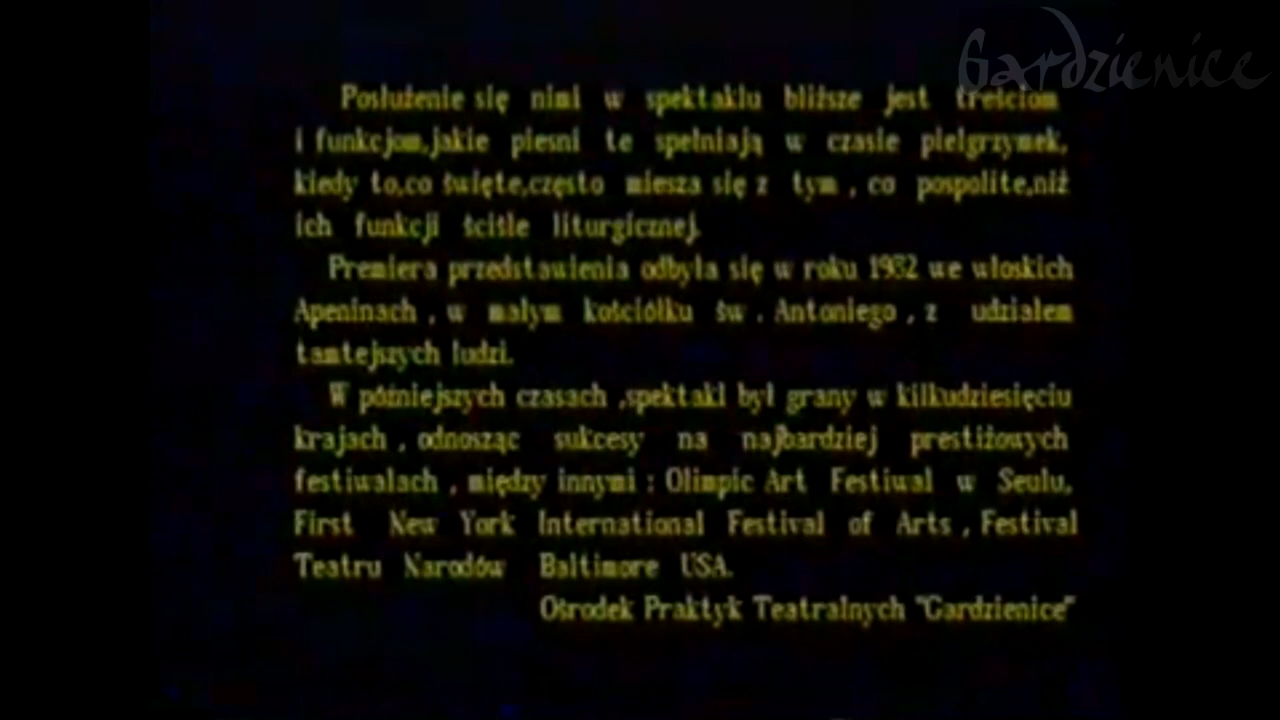 Gardzienice
Posłużenie się nimi w spektaklu bliższe jest treściom
i funkcjom,jakie pieśni te spełniają w czasie pielgrzymek,
kiedy to,co święte,często miesza się z tym , co pospolite,niż
ich funkcji ściśle liturgicznej.
Premiera przedstawienia odbyła się w roku 1982 we włoskich
Apeninach , w małym kościółku św . Antoniego , z udziałem
tamtejszych ludzi.
W późniejszych czasach ,spektakl był grany w kilkudziesięciu
krajach , odnosząc sukcesy na najbardziej prestiżowych
festiwalach , między innymi : Olimpic Art Festiwal w Seulu,
First New York International Festival of Arts , Festival
Teatru Narodów Baltimore USA.
Ośrodek Praktyk Teatralnych "Gardzienice"